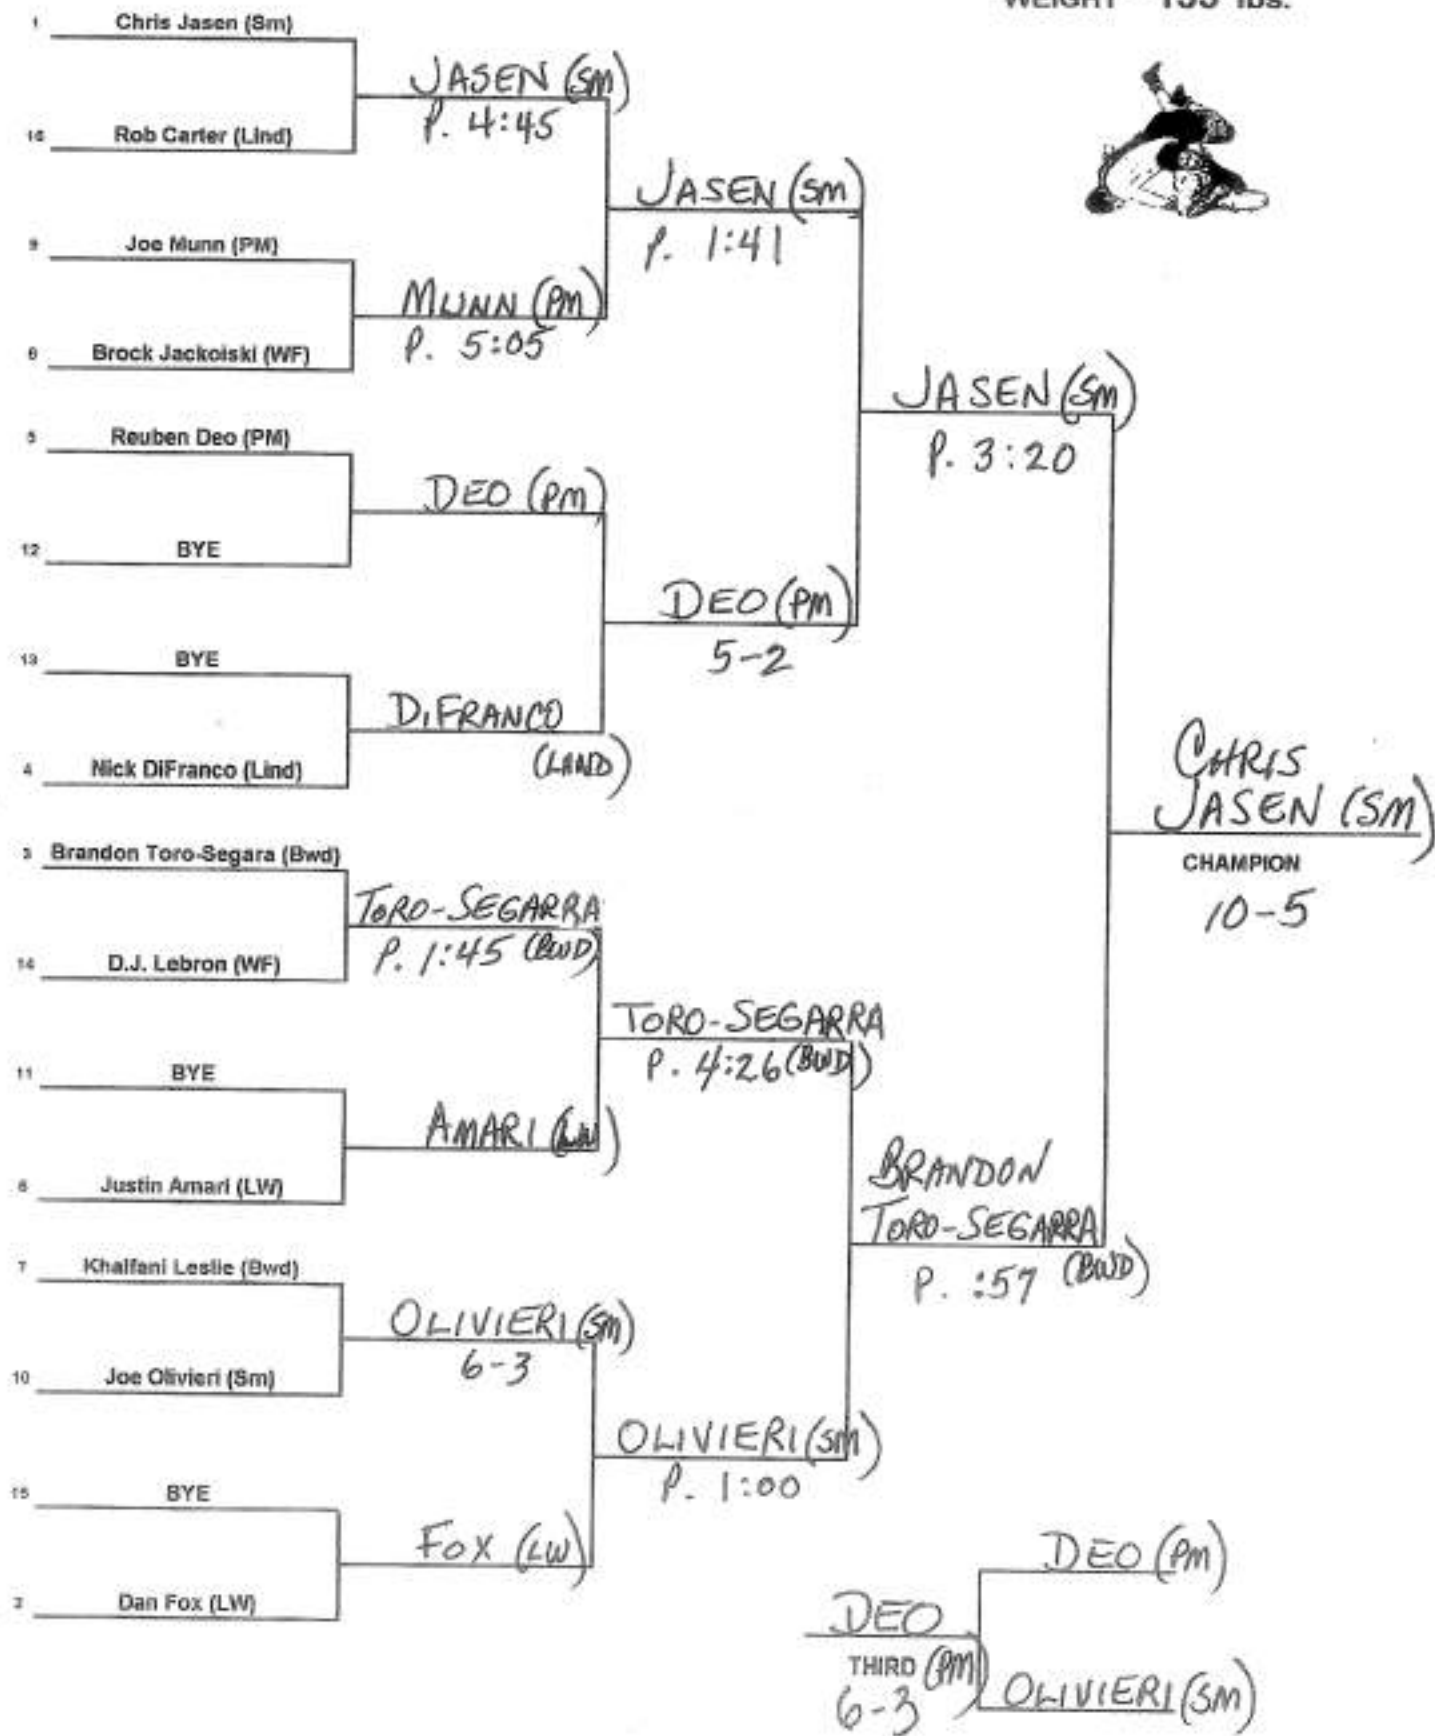 WEIGHT 135 lbs.
1 Chris Jasen (Sm)
JASEN (SM)
P. 4:45
16 Rob Carter (Lind)
JASEN (SM)
P. 1:41
9 Joe Munn (PM)
MUNN (PM)
P. 5:05
Brock Jackoiski (WF)
JASEN (SM)
P. 3:20
5 Reuben Deo (PM)
DEO (PM)
12 BYE
DEO (PM)
5-2
13 BYE
DIFRANCO
(LIND)
4 Nick DiFranco (Lind)
CHRIS
JASEN (SM)
CHAMPION
10-5
3 Brandon Toro-Segara (Bwd)
TORO-SEGARRA
P. 1:45 (BWD)
14 D.J. Lebron (WF)
TORO-SEGARRA
P. 4:26 (BWD)
11 BYE
AMARI (LW)
6 Justin Amari (LW)
BRANDON
TORO-SEGARRA
P. :57 (BWD)
7 Khalfani Leslie (Bwd)
OLIVIERI (SM)
6-3
10 Joe Olivieri (Sm)
OLIVIERI (SM)
P. 1:00
15 BYE
FOX (LW)
2 Dan Fox (LW)
DEO (PM)
DEO
THIRD (PM)
6-3
OLIVIERI (SM)